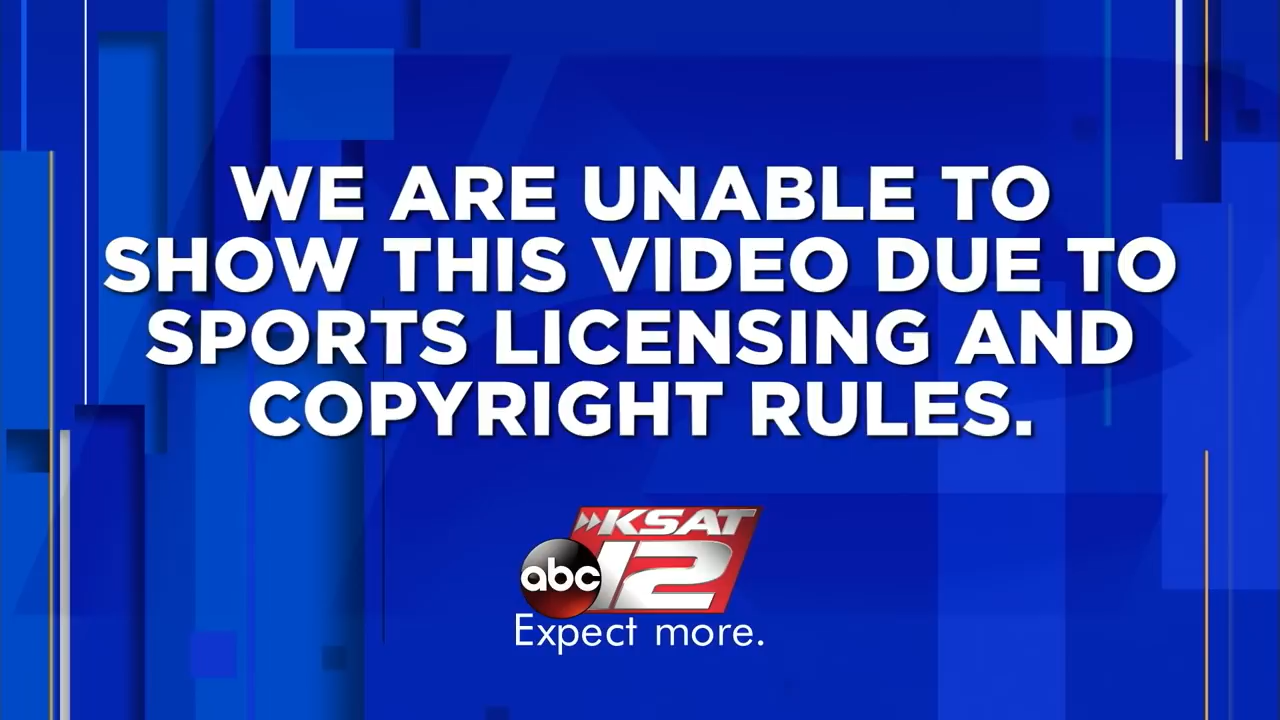 WE ARE UNABLE TO
SHOW THIS VIDEO DUE TO
SPORTS LICENSING AND
COPYRIGHT RULES.
KSAT
abc 12
Expect more.